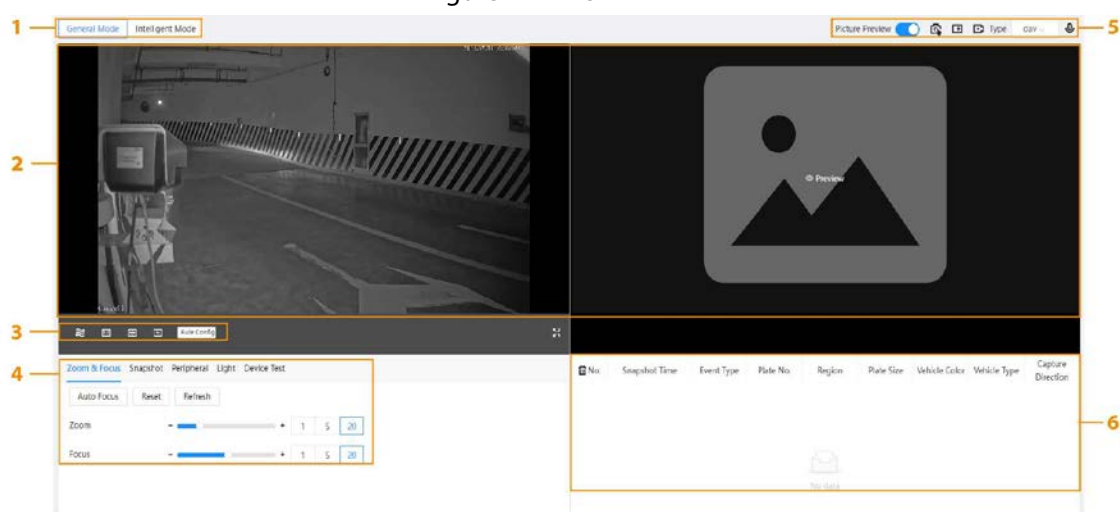 1
General Mode
Intelligent Mode
Picture Preview
Type
day
5
2
Preview
3
Rule Config
4
Zoom & Focus
Snapshot
Peripheral
Light
Device Test
Auto Focus
Reset
Refresh
Zoom
-
+
1
5
20
Focus
-
+
1
5
20
No.
Snapshot Time
Event Type
Plate No.
Region
Plate Size
Vehicle Color
Vehicle Type
Capture
Direction
6
No data